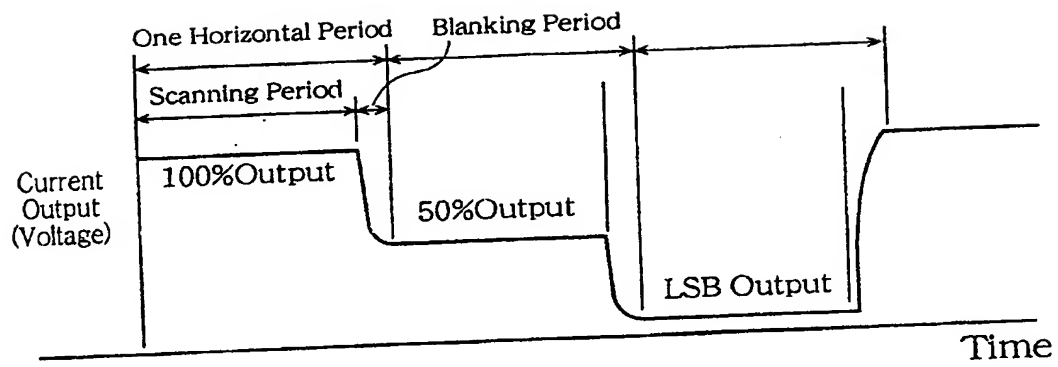 One Horizontal Period
Blanking Period
Scanning Period
100%Output
Current
Output
(Voltage)
50%Output
LSB Output
Time